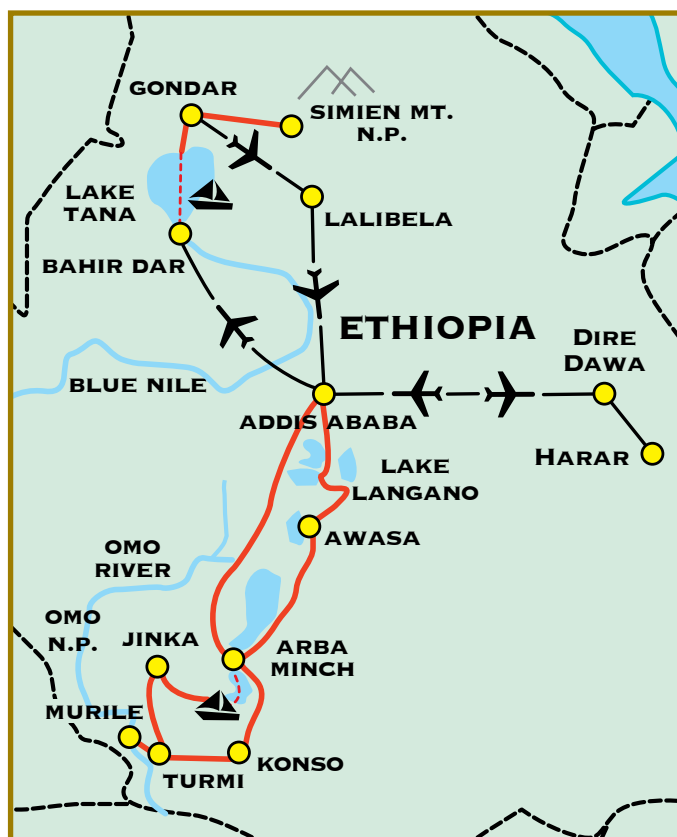 GONDAR
SIMIEN MT.
N.P.
LAKE
TANA
LALIBELA
BAHIR DAR
ETHIOPIA
DIRE
DAWA
BLUE NILE
ADDIS ABABA
HARAR
LAKE
LANGANO
AWASA
OMO
RIVER
OMO
N.P.
JINKA
ARBA
MINCH
MURILE
TURMI
KONSO